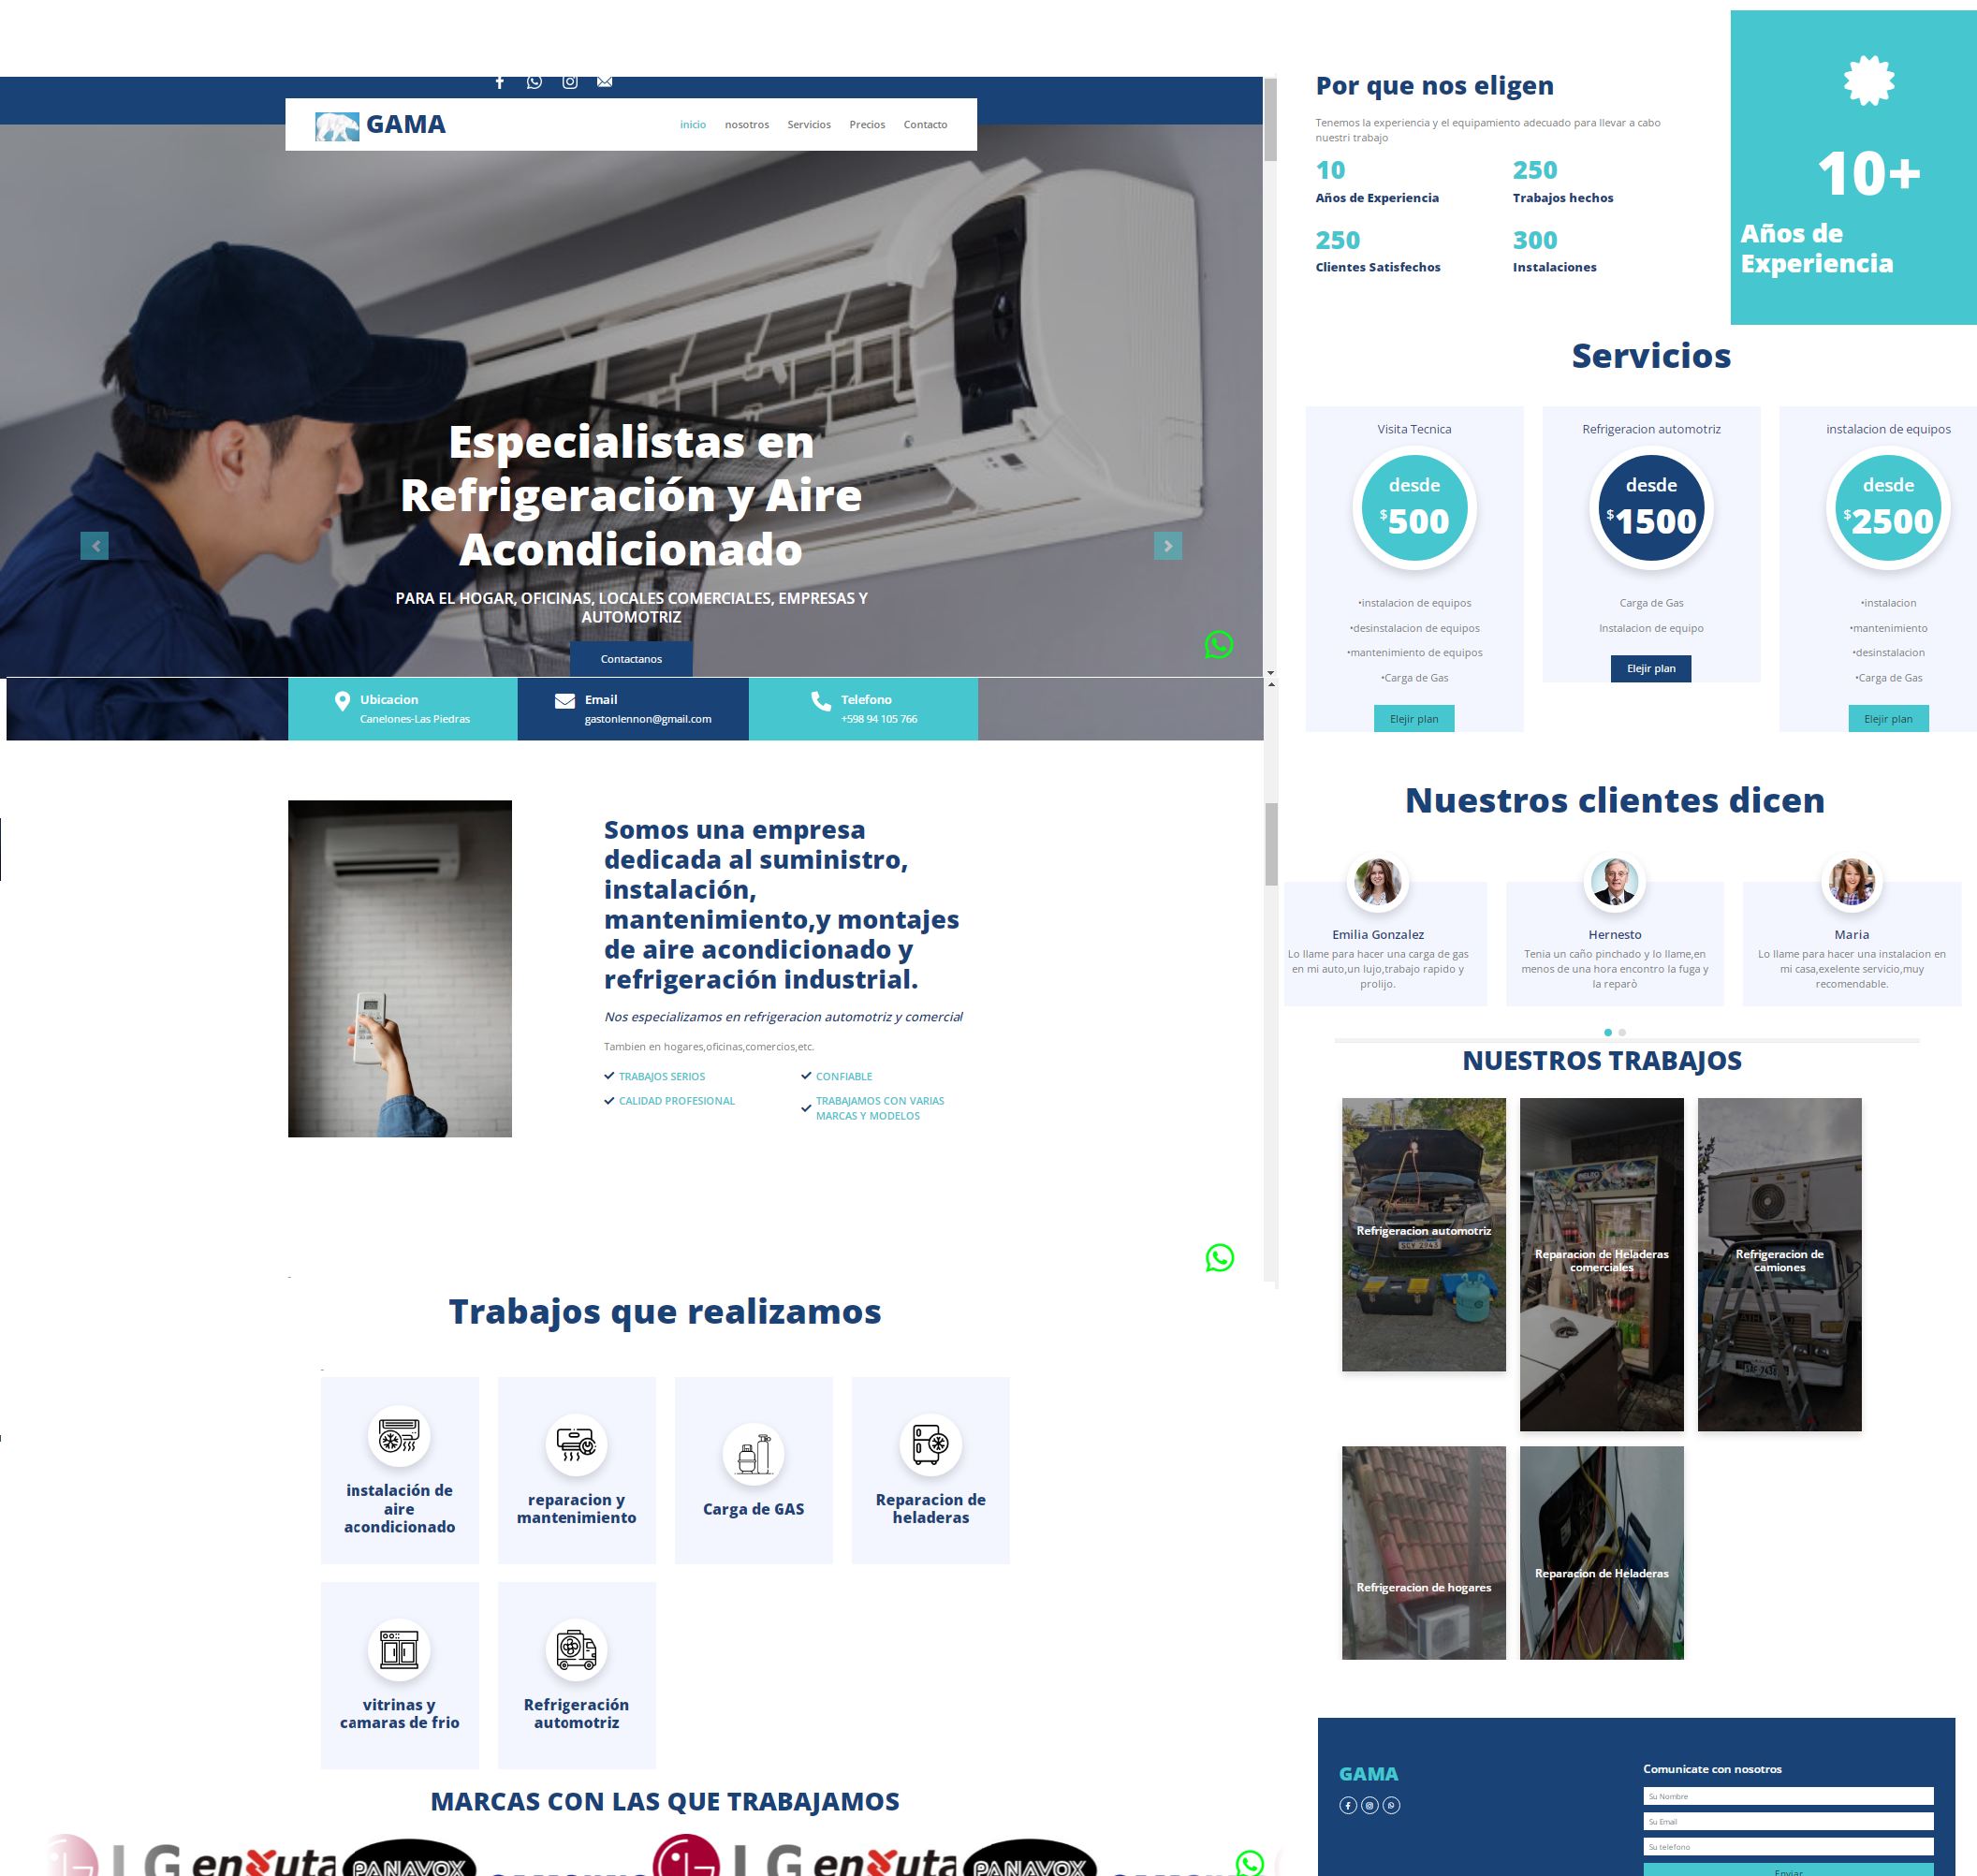 GAMA
inicio nosotros Servicios Precios Contacto
Especialistas en
Refrigeración y Aire
Acondicionado
PARA EL HOGAR, OFICINAS, LOCALES COMERCIALES, EMPRESAS Y
AUTOMOTRIZ
Contactanos
Ubicacion
Canelones-Las Piedras
Email
gastonlennon@gmail.com
Telefono
+598 94 105 766
Somos una empresa
dedicada al suministro,
instalación,
mantenimiento,y montajes
de aire acondicionado y
refrigeración industrial.
Nos especializamos en refrigeracion automotriz y comercial
Tambien en hogares,oficinas,comercios,etc.
TRABAJOS SERIOS
CONFIABLE
CALIDAD PROFESIONAL
TRABAJAMOS CON VARIAS
MARCAS Y MODELOS
Trabajos que realizamos
instalación de
aire
acondicionado
reparacion y
mantenimiento
Carga de GAS
Reparacion de
heladeras
vitrinas y
camaras de frio
Refrigeración
automotriz
MARCAS CON LAS QUE TRABAJAMOS
LG enxuta PANAVOX SAMSUNG LG enxuta PANAVOX
Por que nos eligen
Tenemos la experiencia y el equipamiento adecuado para llevar a cabo
nuestri trabajo
10
Años de Experiencia
250
Trabajos hechos
250
Clientes Satisfechos
300
Instalaciones
10+
Años de
Experiencia
Servicios
Visita Tecnica
desde
$500
•instalacion de equipos
•desinstalacion de equipos
•mantenimiento de equipos
•Carga de Gas
Elejir plan
Refrigeracion automotriz
desde
$1500
Carga de Gas
Instalacion de equipo
Elejir plan
instalacion de equipos
desde
$2500
•instalacion
•mantenimiento
•desinstalacion
•Carga de Gas
Elejir plan
Nuestros clientes dicen
Emilia Gonzalez
Lo llame para hacer una carga de gas
en mi auto,un lujo,trabajo rapido y
prolijo.
Hernesto
Tenia un caño pinchado y lo llame,en
menos de una hora encontro la fuga y
la reparò
Maria
Lo llame para hacer una instalacion en
mi casa,exelente servicio,muy
recomendable.
NUESTROS TRABAJOS
Refrigeracion automotriz
Reparacion de Heladeras
comerciales
Refrigeracion de
camiones
Refrigeracion de hogares
Reparacion de Heladeras
GAMA
Comunicate con nosotros
Su Nombre
Su Email
Su telefono
Enviar